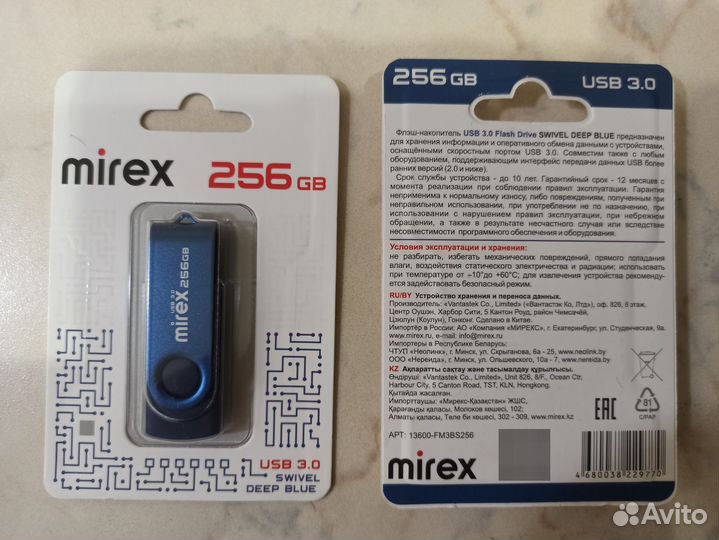 mirex 256 GB
mirex 256GB
USB 3.0
USB 3.0
SWIVEL
DEEP BLUE
256 GB USB 3.0
Флэш-накопитель USB 3.0 Flash Drive SWIVEL DEEP BLUE предназначен
для хранения информации и оперативного обмена данными с устройствами,
оснащёнными скоростным портом USB 3.0. Совместим также с любым
оборудованием, поддерживающим интерфейс передачи данных USB более
ранних версий (2.0 и ниже).
Срок службы устройства - до 10 лет. Гарантийный срок - 12 месяцев с
момента реализации при соблюдении правил эксплуатации. Гарантия
неприменима к нормальному износу, либо повреждениям, полученным при
неправильном использовании, при употреблении не по назначению, при
использовании с нарушением правил эксплуатации, при небрежном
обращении, а также в результате несчастного случая или вследствие
несовместимости программного обеспечения и оборудования.
Условия эксплуатации и хранения:
не разбирать, избегать механических повреждений, прямого попадания
влаги, воздействия статического электричества и радиации; использовать
при температуре от –10°до +60°С; для извлечения устройства рекомендует-
ся задействовать безопасный режим.
RU/BY Устройство хранения и переноса данных.
Производитель: «Vantastek Co., Limited» («Вантастэк Ко, Лтд»), оф. 826, 8 этаж,
Центр Оушэн, Харбор Сити, 5 Кантон Роуд, район Чимсачёй,
Цзюлун (Коулун), Гонконг. Сделано в Китае.
Импортёр в России: АО «Компания «МИРЕКС», г. Екатеринбург, ул. Студенческая, 9а.
www.mirex.ru, e-mail: info@mirex.ru
Импортеры в Республике Беларусь:
ЧТУП «Неолинк», г. Минск, ул. Скрыганова, 6а - 25, www.neolink.by
ООО «Нереида», г. Минск, ул. Ольшевского, 10а - 7, www.nereida.by
KZ Ақпаратты сақтау және тасымалдау құрылғысы.
Өндіруші: «Vantastek Co., Limited», Unit 826, 8/F., Ocean Ctr,
Harbour City, 5 Canton Road, TST, KLN, Hongkong.
Қытайда жасалған.
Импорттаушы: «Мирекс-Қазақстан» ЖШС,
Қарағанды қаласы, Молоков көшесі, 102;
Алматы қаласы, Төле би көшесі, 302 - 309, www.mirex.kz
АРТ: 13600-FM3BS256
EAC
81
C/PAP
mirex
4 680038 229770
Avito